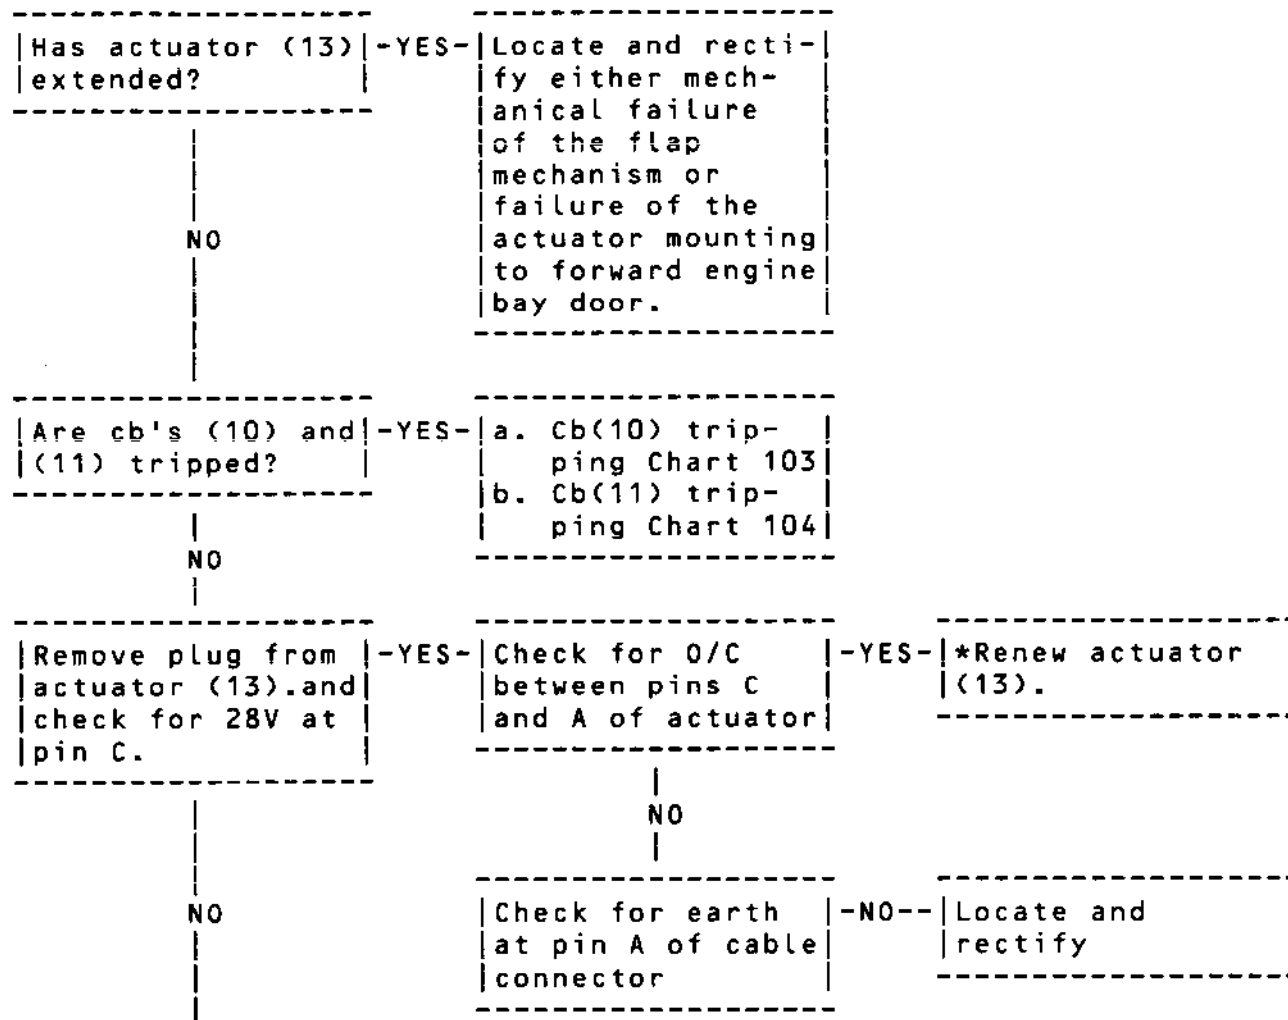 Has actuator (13)
extended?
-YES-
Locate and recti-
fy either mech-
anical failure
of the flap
mechanism or
failure of the
actuator mounting
to forward engine
bay door.
NO
Are cb's (10) and
(11) tripped?
-YES-
a. Cb(10) trip-
ping Chart 103
b. Cb(11) trip-
ping Chart 104
NO
Remove plug from
actuator (13).and
check for 28V at
pin C.
-YES-
Check for O/C
between pins C
and A of actuator
-YES-
*Renew actuator
(13).
NO
NO
Check for earth
at pin A of cable
connector
-NO--
Locate and
rectify